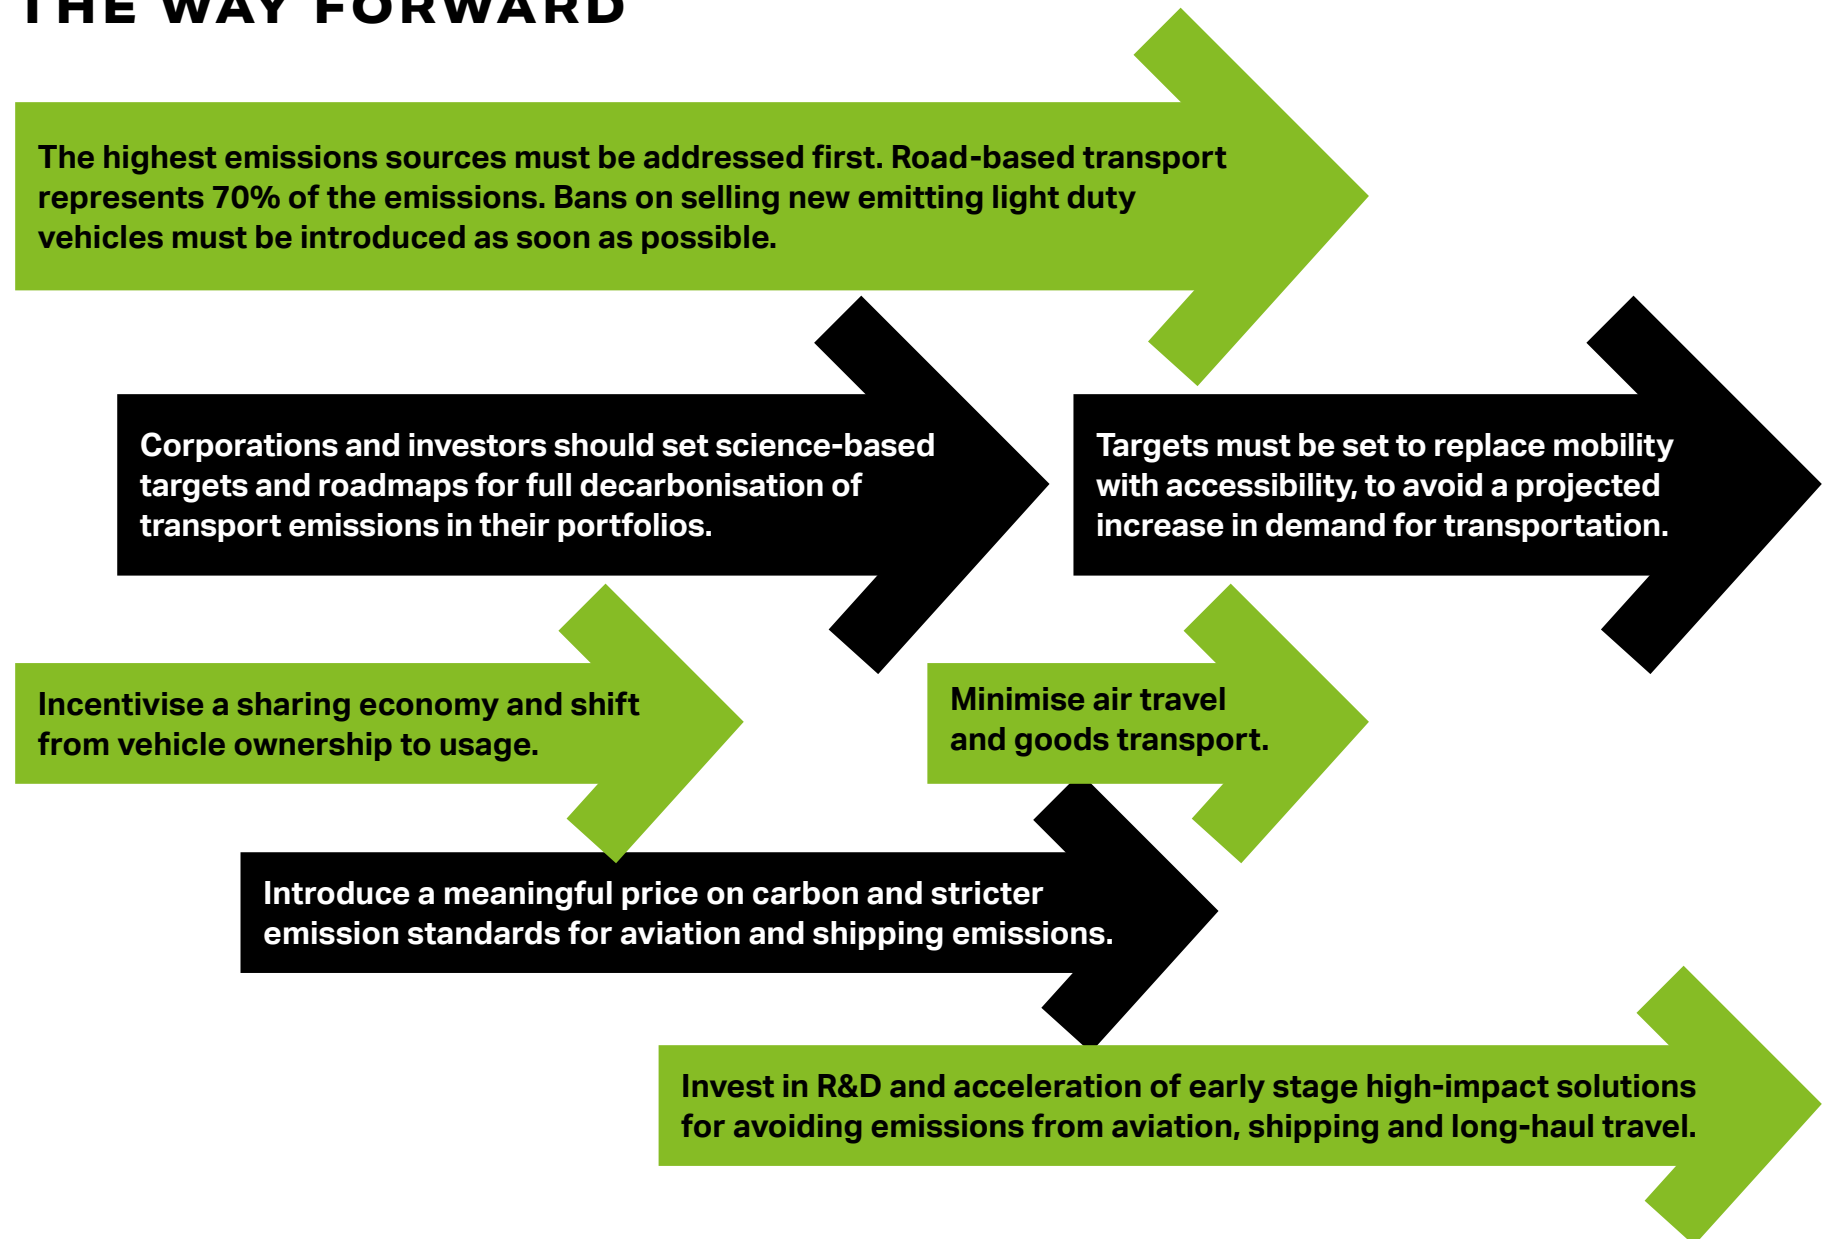 THE WAY FORWARD
The highest emissions sources must be addressed first. Road-based transport
represents 70% of the emissions. Bans on selling new emitting light duty
vehicles must be introduced as soon as possible.
Corporations and investors should set science-based
targets and roadmaps for full decarbonisation of
transport emissions in their portfolios.
Targets must be set to replace mobility
with accessibility, to avoid a projected
increase in demand for transportation.
Incentivise a sharing economy and shift
from vehicle ownership to usage.
Minimise air travel
and goods transport.
Introduce a meaningful price on carbon and stricter
emission standards for aviation and shipping emissions.
Invest in R&D and acceleration of early stage high-impact solutions
for avoiding emissions from aviation, shipping and long-haul travel.